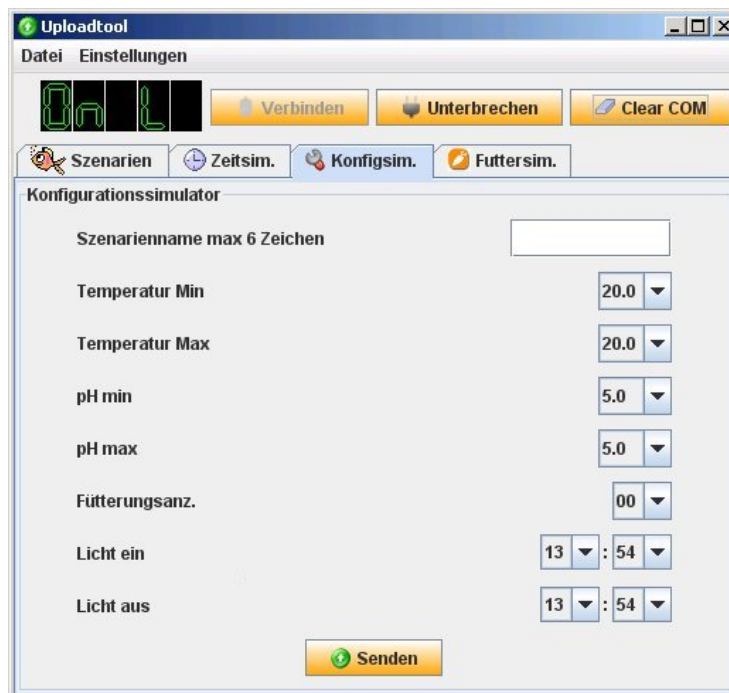 Uploadtool
Datei Einstellungen
On L
Verbinden Unterbrechen Clear COM
Szenarien Zeitsim. Konfigsim. Futtersim.
Konfigurationssimulator
Szenarienname max 6 Zeichen
Temperatur Min 20.0
Temperatur Max 20.0
pH min 5.0
pH max 5.0
Fütterungsanz. 00
Licht ein 13 : 54
Licht aus 13 : 54
Senden